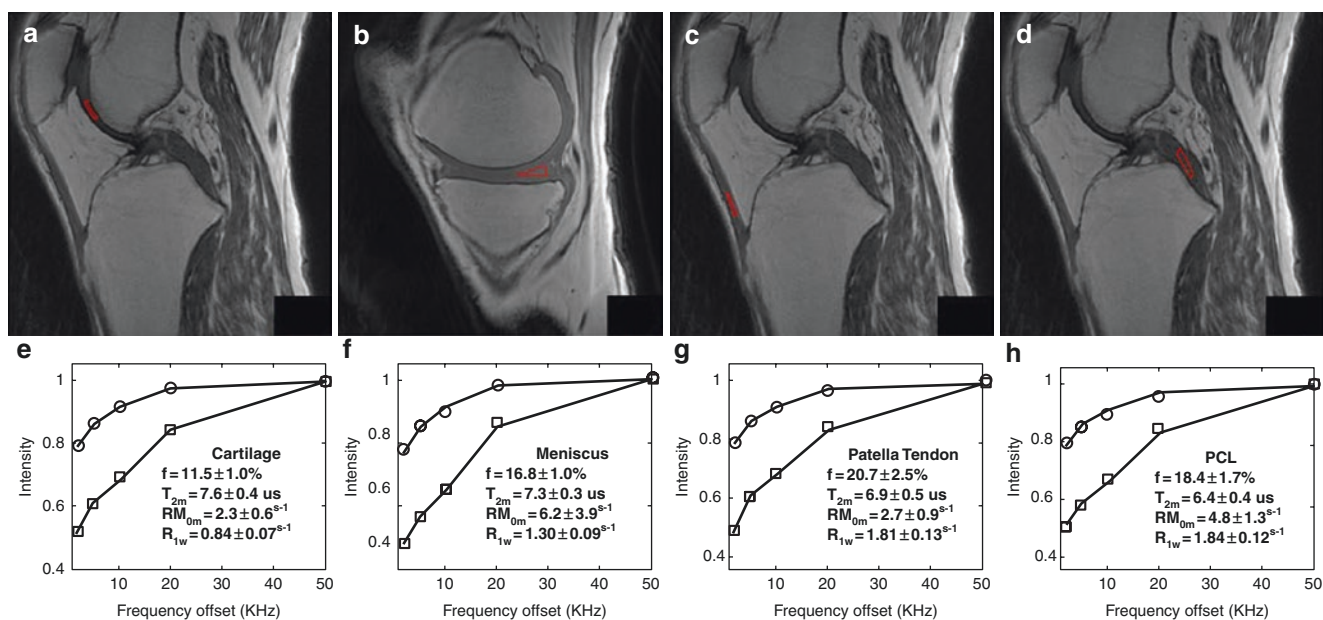 a
b
c
d
e
1
0.8
0.6
0.4
Intensity
Cartilage
f=11.5±1.0%
T2m=7.6±0.4 us
RM0m=2.3±0.6s-1
R1w=0.84±0.07s-1
10 20 30 40 50
Frequency offset (KHz)
f
1
0.8
0.6
0.4
Intensity
Meniscus
f=16.8±1.0%
T2m=7.3±0.3 us
RM0m=6.2±3.9s-1
R1w=1.30±0.09s-1
10 20 30 40 50
Frequency offset (KHz)
g
1
0.8
0.6
0.4
Intensity
Patella Tendon
f=20.7±2.5%
T2m=6.9±0.5 us
RM0m=2.7±0.9s-1
R1w=1.81±0.13s-1
10 20 30 40 50
Frequency offset (KHz)
h
1
0.8
0.6
0.4
Intensity
PCL
f=18.4±1.7%
T2m=6.4±0.4 us
RM0m=4.8±1.3s-1
R1w=1.84±0.12s-1
10 20 30 40 50
Frequency offset (KHz)